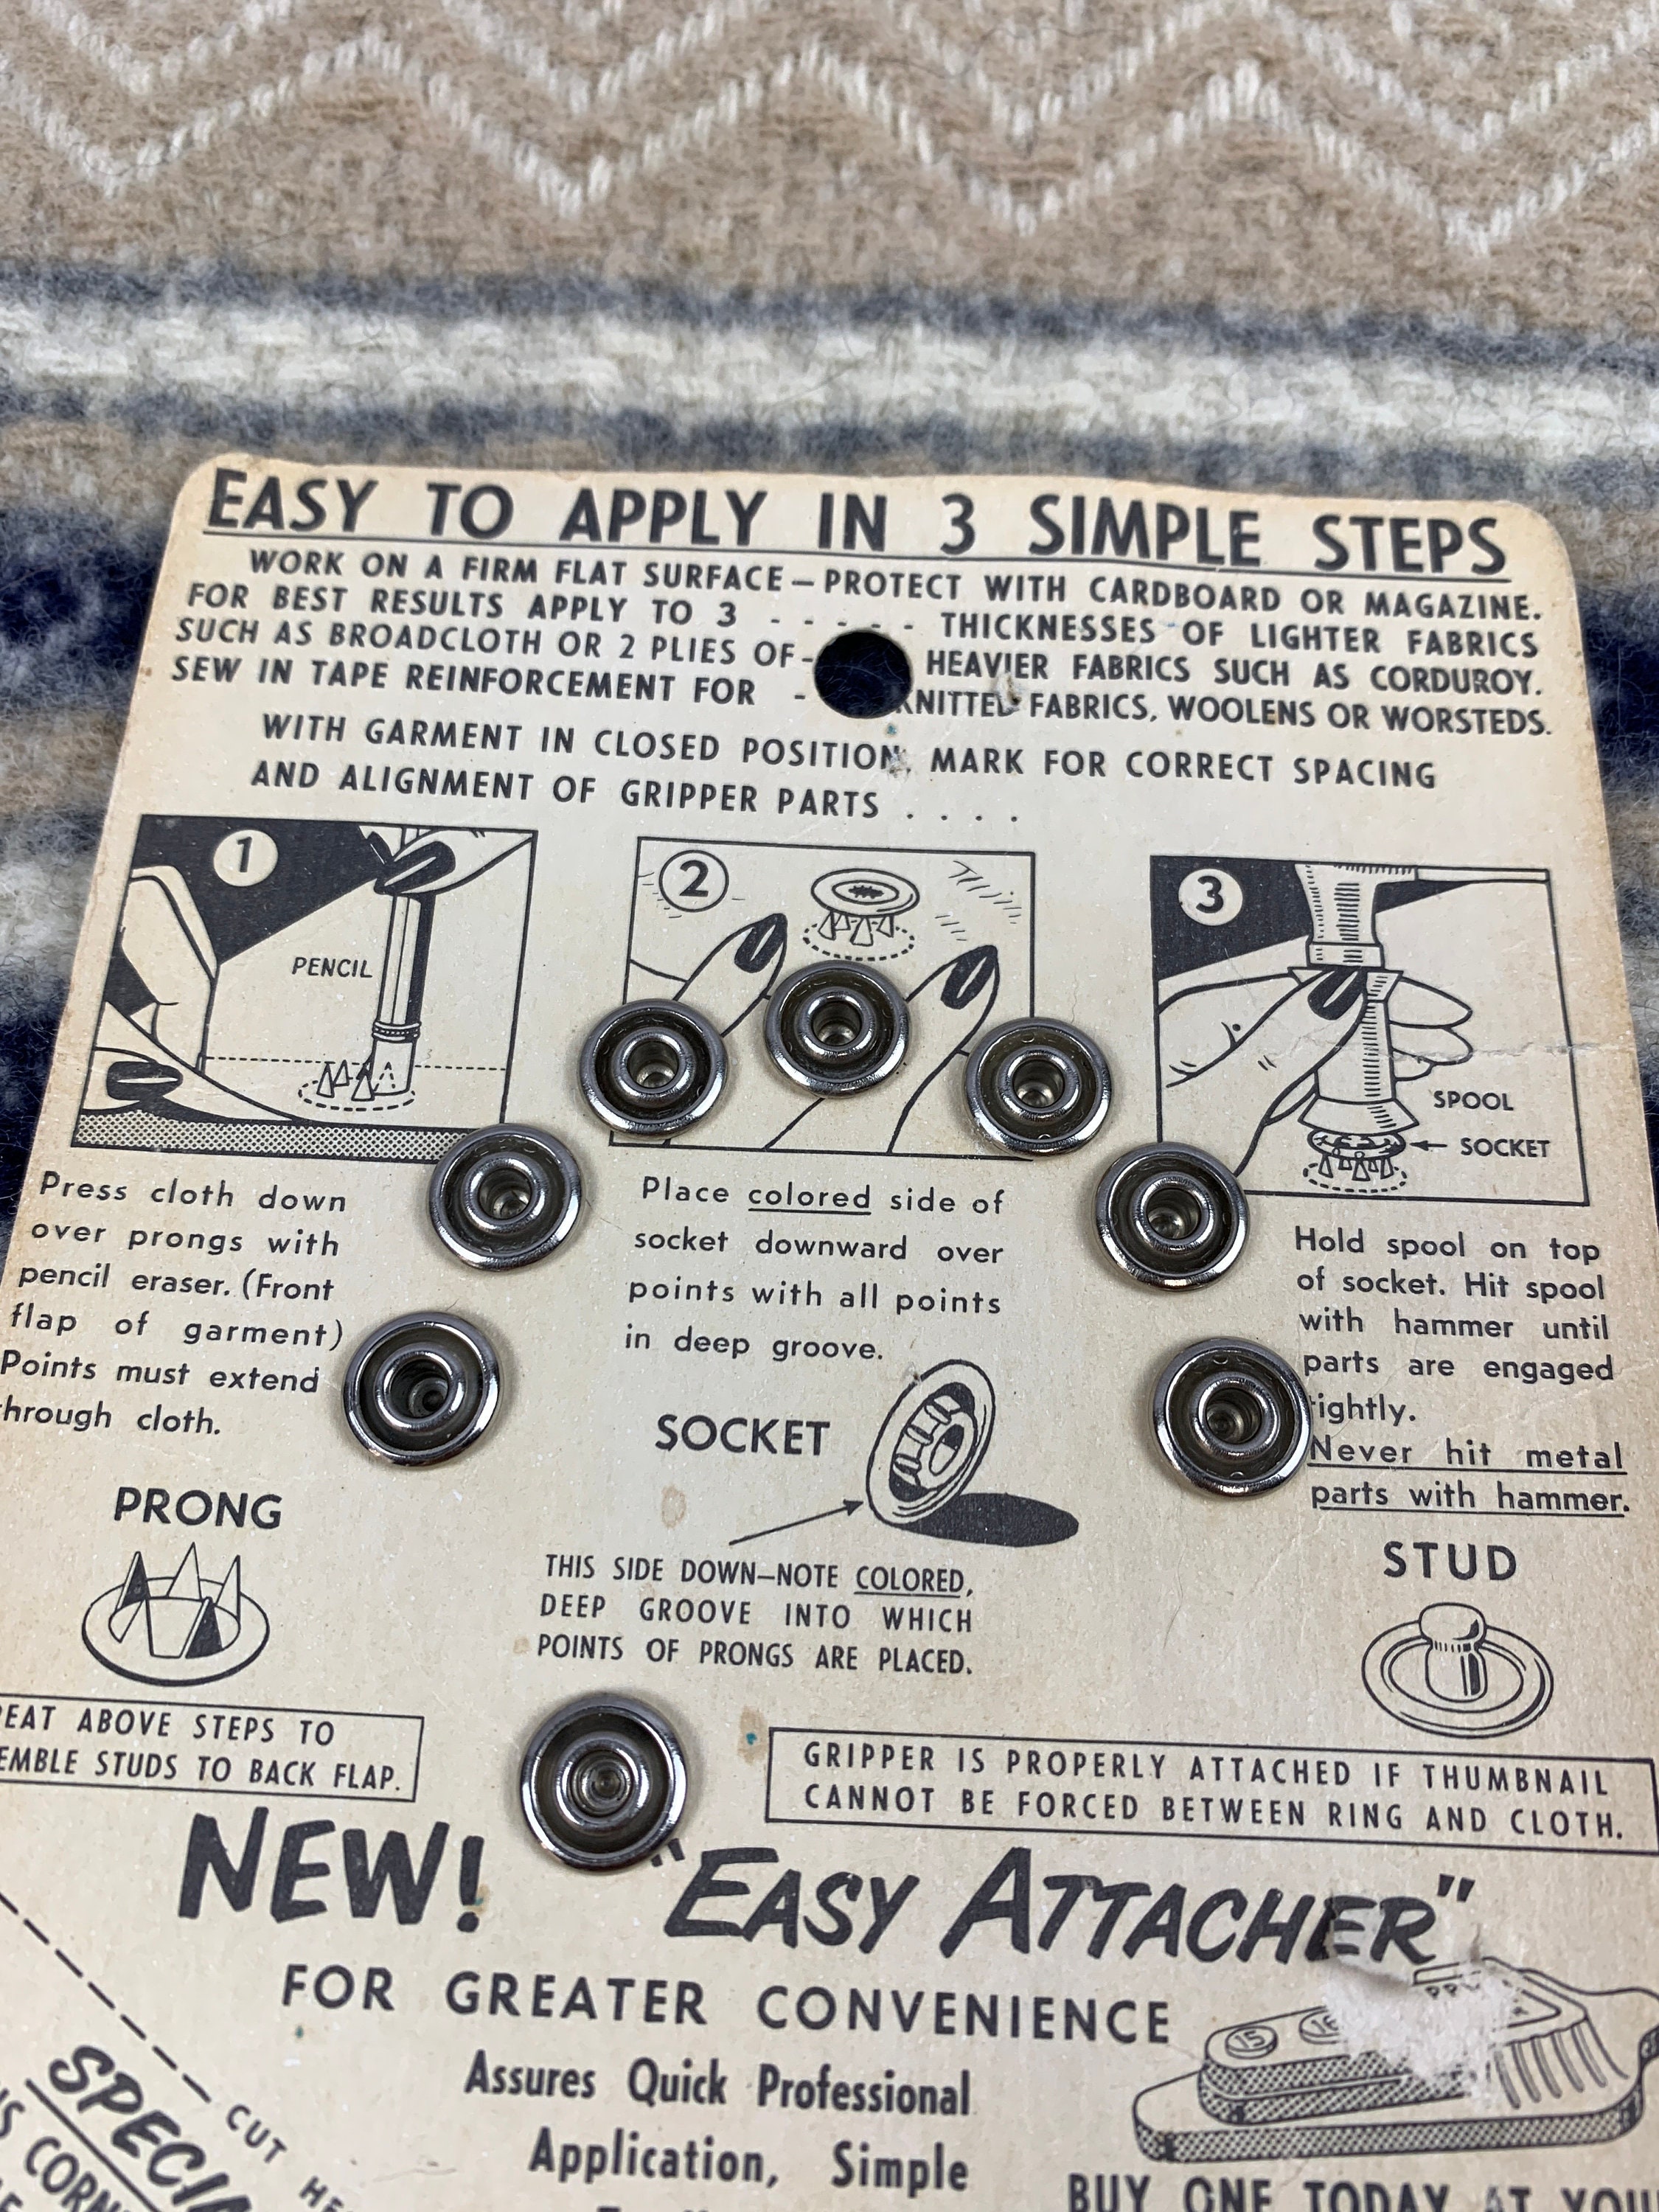 EASY TO APPLY IN 3 SIMPLE STEPS
WORK ON A FIRM FLAT SURFACE – PROTECT WITH CARDBOARD OR MAGAZINE.
FOR BEST RESULTS APPLY TO 3 - - - - - THICKNESSES OF LIGHTER FABRICS
SUCH AS BROADCLOTH OR 2 PLIES OF - HEAVIER FABRICS SUCH AS CORDUROY.
SEW IN TAPE REINFORCEMENT FOR - KNITTED FABRICS, WOOLENS OR WORSTEDS.
WITH GARMENT IN CLOSED POSITION, MARK FOR CORRECT SPACING
AND ALIGNMENT OF GRIPPER PARTS . . . .
1
PENCIL
Press cloth down
over prongs with
pencil eraser. (Front
flap of garment)
Points must extend
through cloth.
PRONG
EMBLE STUDS TO BACK FLAP.
2
Place colored side of
socket downward over
points with all points
in deep groove.
SOCKET
THIS SIDE DOWN–NOTE COLORED,
DEEP GROOVE INTO WHICH
POINTS OF PRONGS ARE PLACED.
3
SPOOL
SOCKET
Hold spool on top
of socket. Hit spool
with hammer until
parts are engaged
tightly.
Never hit metal
parts with hammer.
STUD
EAT ABOVE STEPS TO
GRIPPER IS PROPERLY ATTACHED IF THUMBNAIL
CANNOT BE FORCED BETWEEN RING AND CLOTH.
NEW! "EASY ATTACHER"
FOR GREATER CONVENIENCE
15 16
Assures Quick Professional
Application, Simple
BUY ONE TODAY AT YOU
CUT HE
SPECIA
CORN